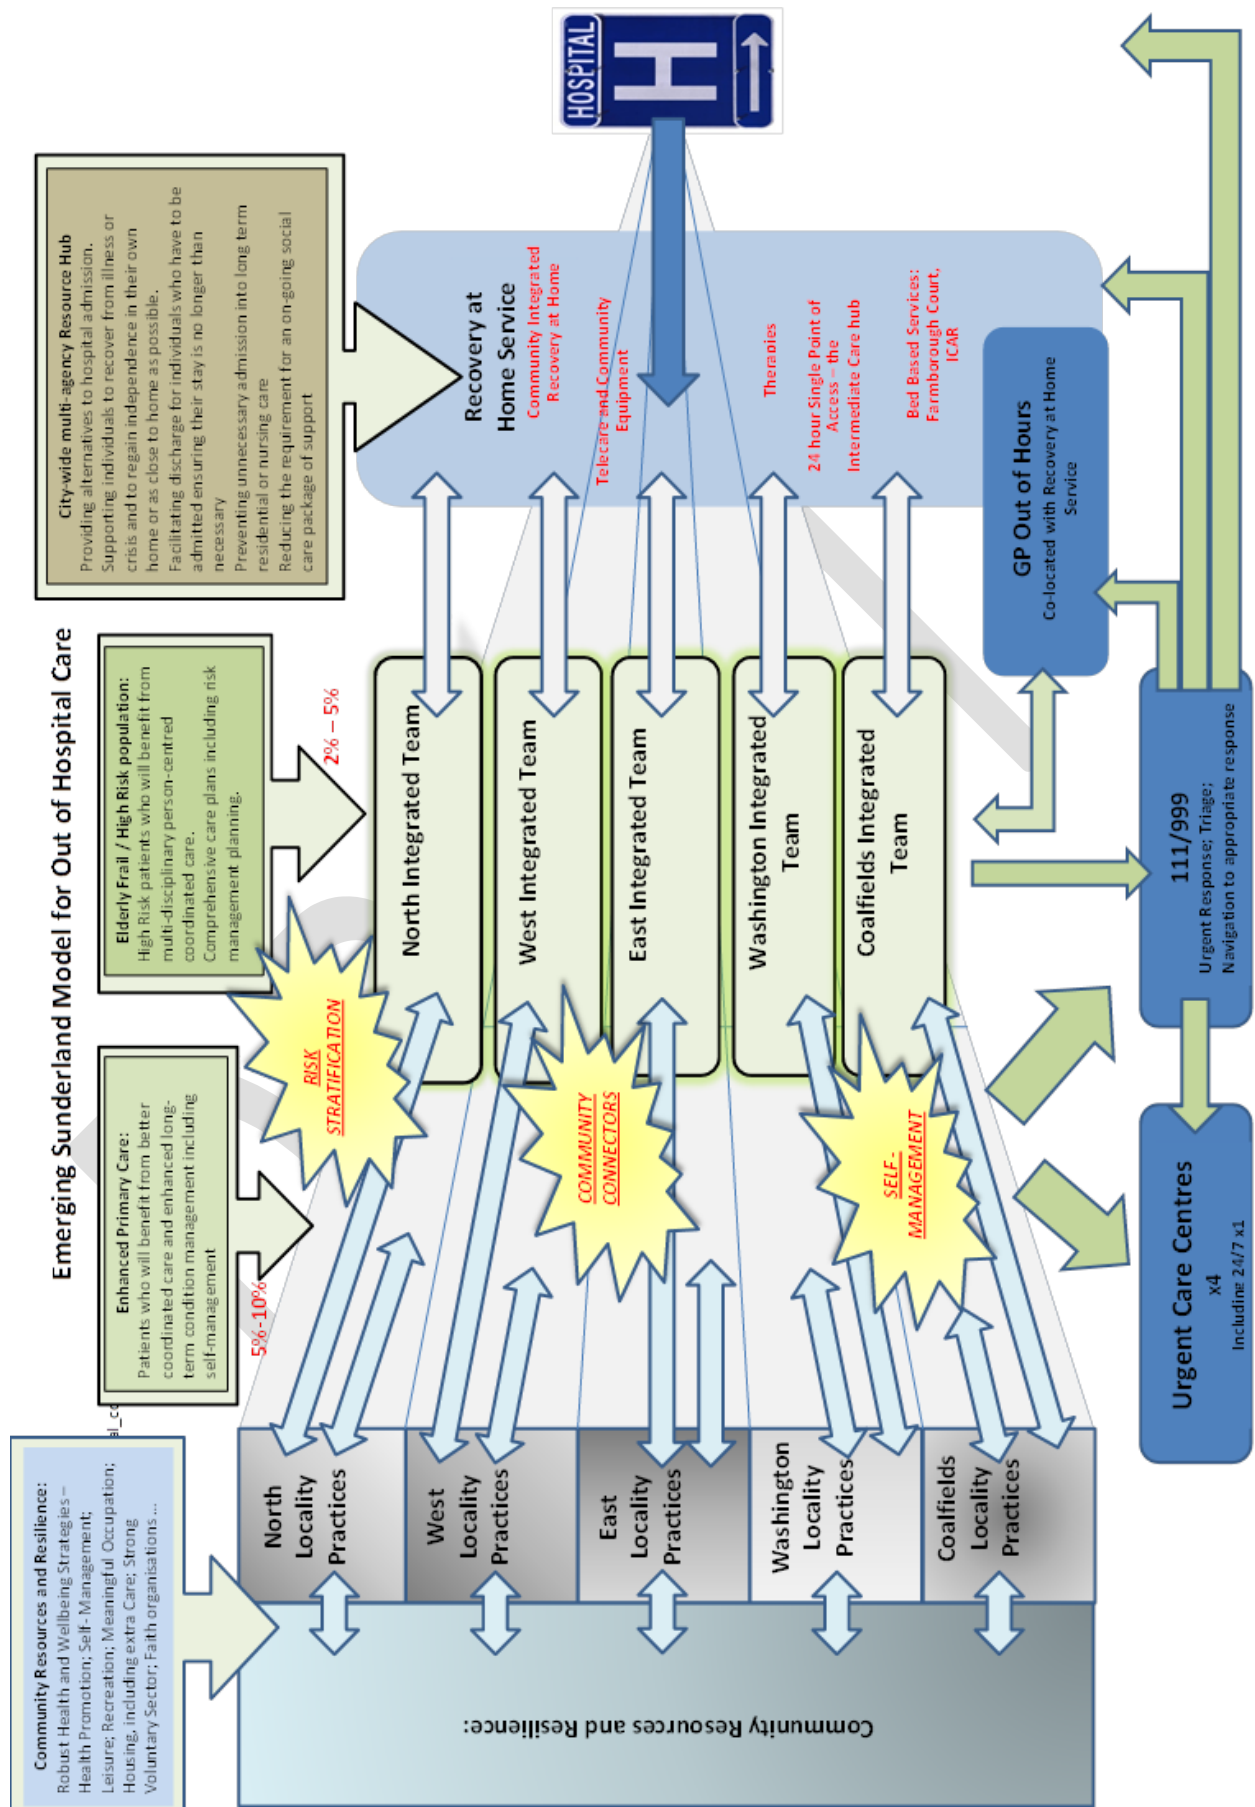 Emerging Sunderland Model for Out of Hospital Care
Community Resources and Resilience:
Robust Health and Wellbeing Strategies –
Health Promotion; Self- Management;
Leisure; Recreation; Meaningful Occupation;
Housing, including extra Care; Strong
Voluntary Sector; Faith organisations...
al_co
Enhanced Primary Care:
Patients who will benefit from better
coordinated care and enhanced long-
term condition management including
self-management
5%-10%
Elderly Frail / High Risk population:
High Risk patients who will benefit from
multi-disciplinary person-centred
coordinated care.
Comprehensive care plans including risk
management planning.
2% – 5%
City-wide multi-agency Resource Hub
Providing alternatives to hospital admission.
Supporting individuals to recover from illness or
crisis and to regain independence in their own
home or as close to home as possible.
Facilitating discharge for individuals who have to be
admitted ensuring their stay is no longer than
necessary
Preventing unnecessary admission into long term
residential or nursing care
Reducing the requirement for an on-going social
care package of support
Community Resources and Resilience:
North
Locality
Practices
West
Locality
Practices
East
Locality
Practices
Washington
Locality
Practices
Coalfields
Locality
Practices
RISK
STRATIFICATION
COMMUNITY
CONNECTORS
SELF-
MANAGEMENT
North Integrated Team
West Integrated Team
East Integrated Team
Washington Integrated
Team
Coalfields Integrated
Team
Recovery at
Home Service
Community Integrated
Recovery at Home
Telecare and Community
Equipment
Therapies
24 hour Single Point of
Access – the
Intermediate Care hub
Bed Based Services:
Farmborough Court,
ICAR
HOSPITAL
H
GP Out of Hours
Co-located with Recovery at Home
Service
111/999
Urgent Response; Triage;
Navigation to appropriate response
Urgent Care Centres
x4
Including 24/7 x1